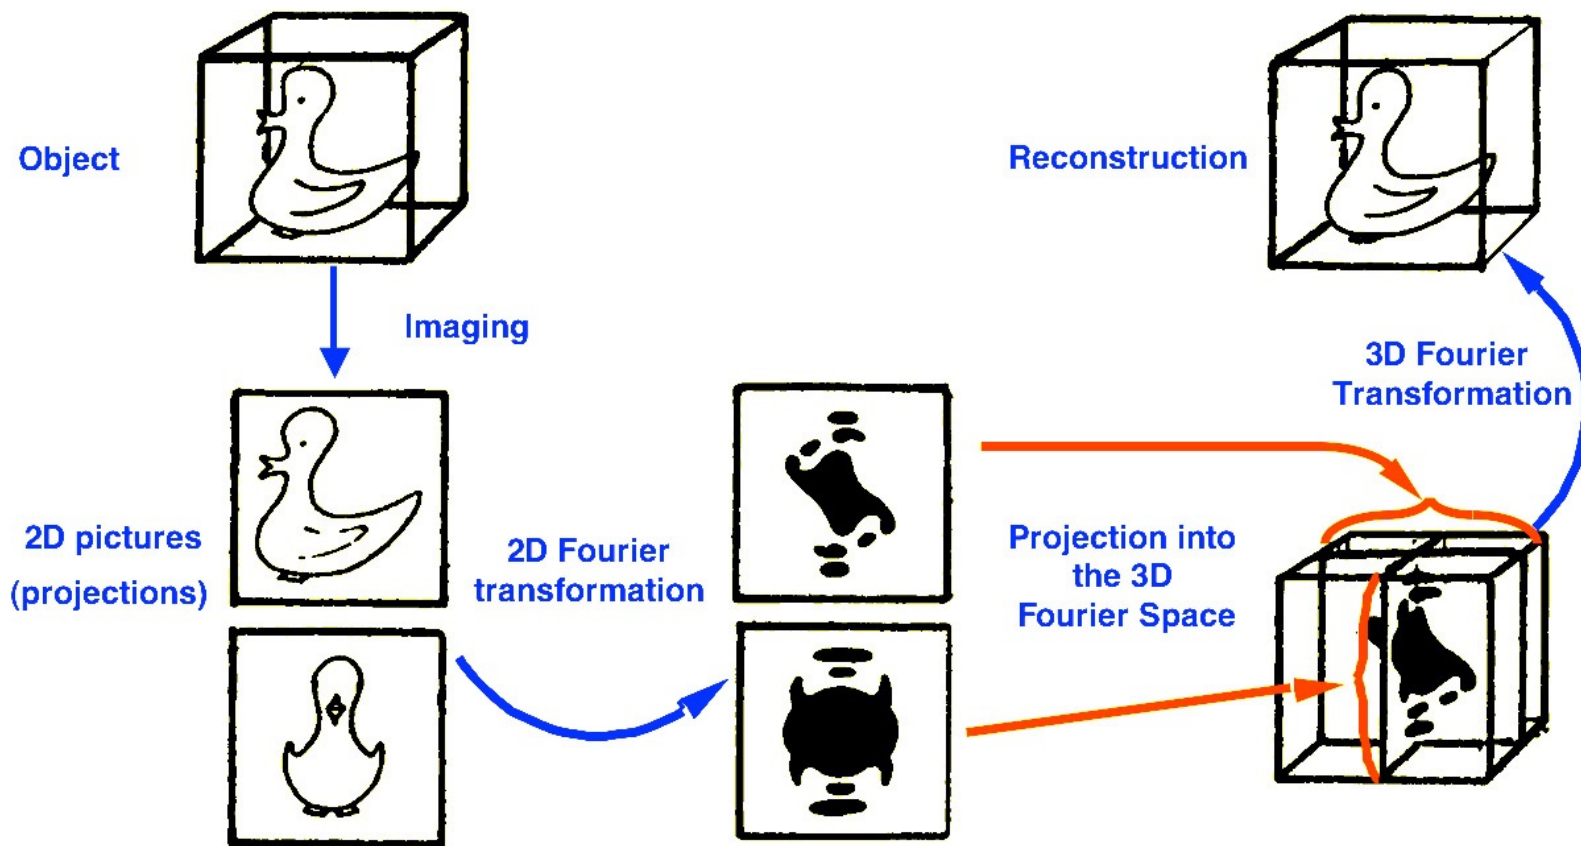 Object
Reconstruction
Imaging
3D Fourier
Transformation
2D pictures
(projections)
2D Fourier
transformation
Projection into
the 3D
Fourier Space